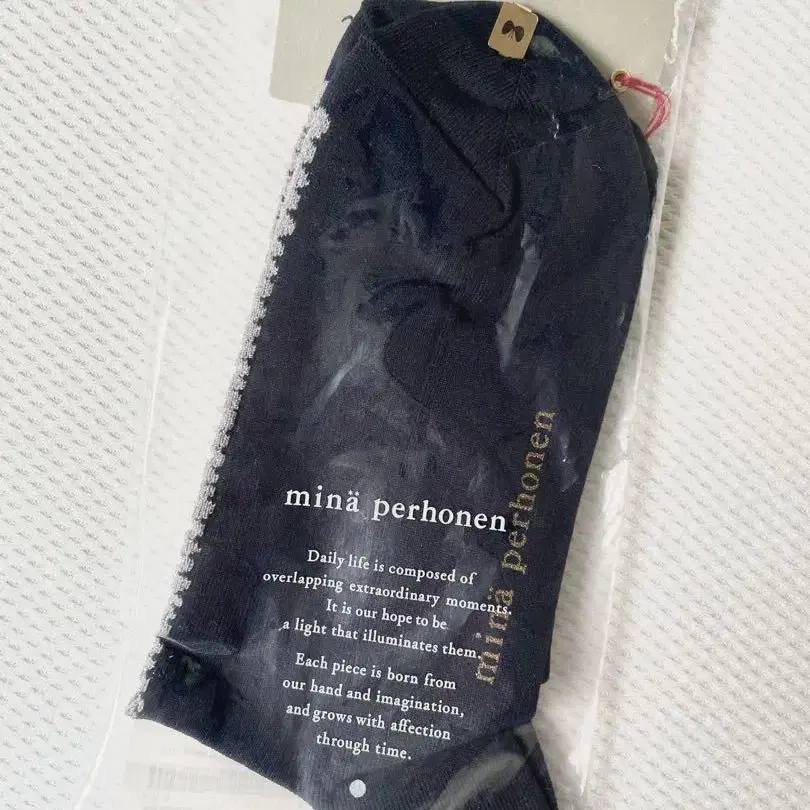 minä perhonen
Daily life is composed of
overlapping extraordinary moments.
It is our hope to be
a light that illuminates them.
Each piece is born from
our hand and imagination,
and grows with affection
through time.
minä perhonen